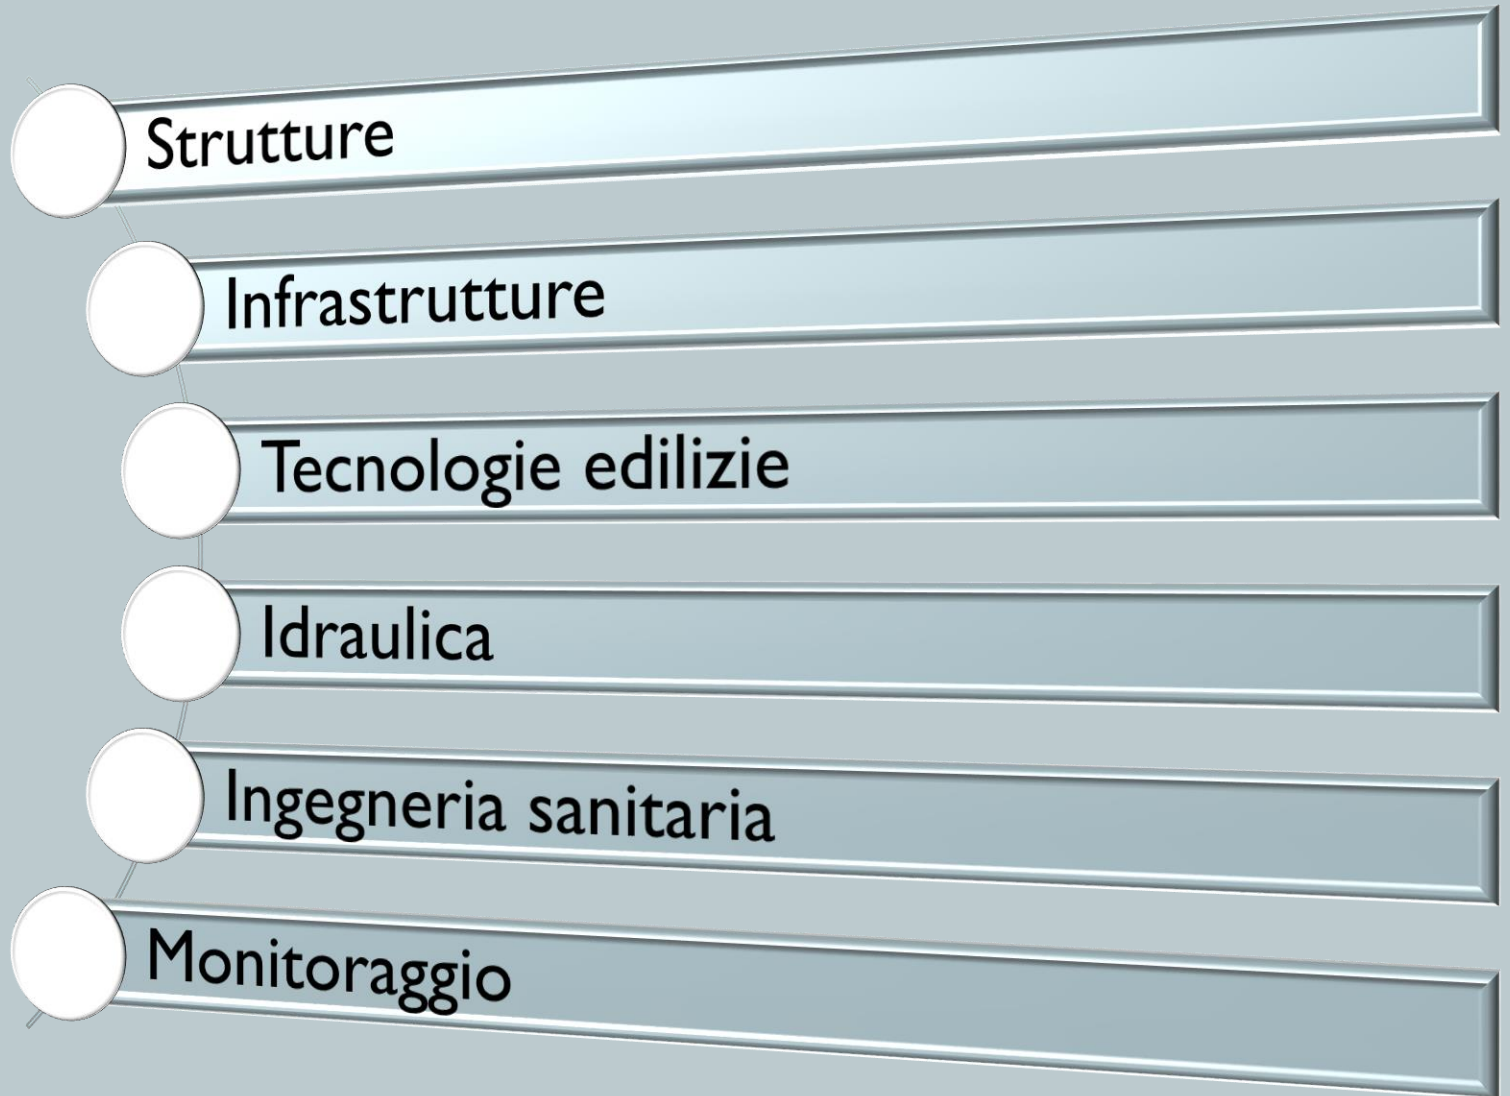 Strutture
Infrastrutture
Tecnologie edilizie
Idraulica
Ingegneria sanitaria
Monitoraggio